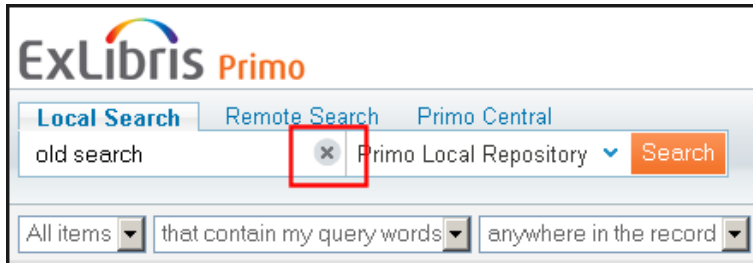 ExLibris Primo
Local Search Remote Search Primo Central
old search Primo Local Repository Search
All items that contain my query words anywhere in the record